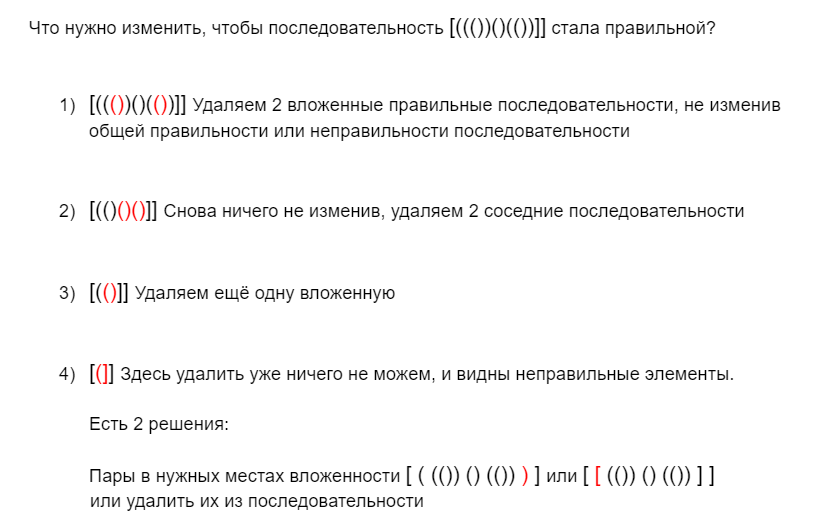 Что нужно изменить, чтобы последовательность [((())()(())]] стала правильной?
1) [((())()(())]] Удаляем 2 вложенные правильные последовательности, не изменив
общей правильности или неправильности последовательности
2) [(()()()]] Снова ничего не изменив, удаляем 2 соседние последовательности
3) [(()]] Удаляем ещё одну вложенную
4) [(]] Здесь удалить уже ничего не можем, и видны неправильные элементы.
Есть 2 решения:
Пары в нужных местах вложенности [ ( (()) () (()) ) ] или [ [ (()) () (()) ] ]
или удалить их из последовательности